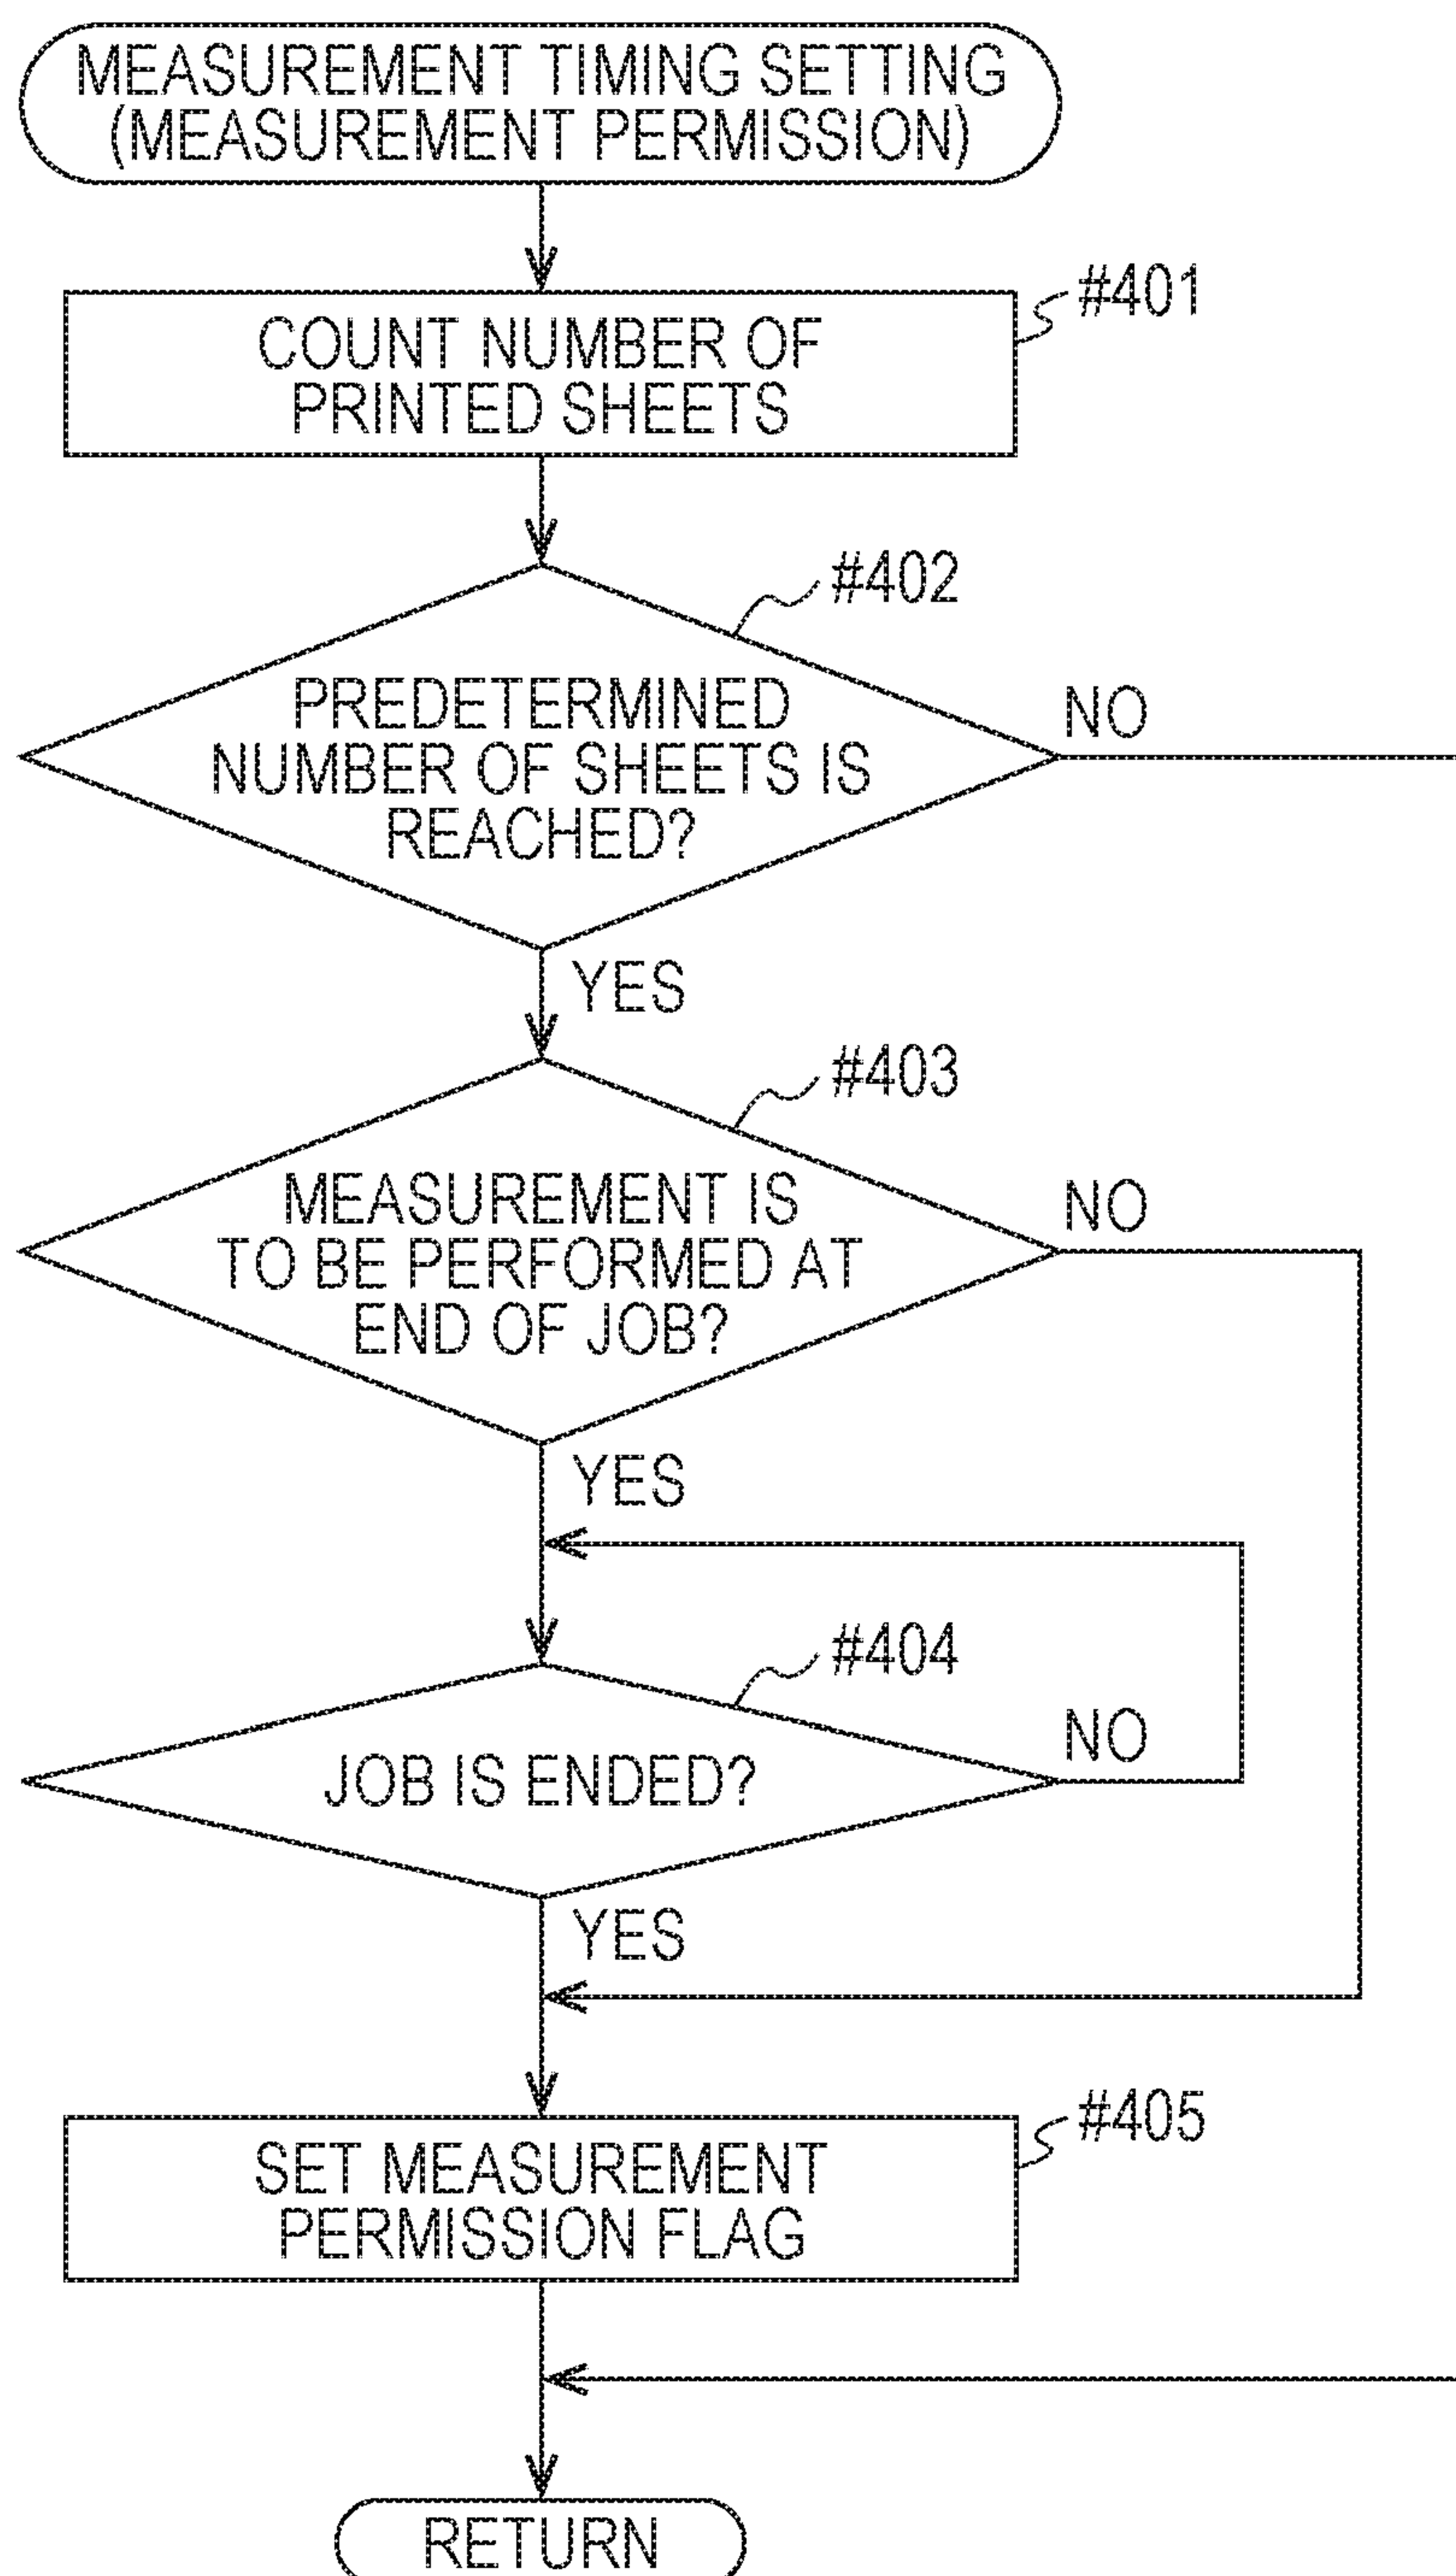 MEASUREMENT TIMING SETTING
(MEASUREMENT PERMISSION)
#401
COUNT NUMBER OF
PRINTED SHEETS
#402
PREDETERMINED
NUMBER OF SHEETS IS
REACHED?
NO
YES
#403
MEASUREMENT IS
TO BE PERFORMED AT
END OF JOB?
NO
YES
#404
JOB IS ENDED?
NO
YES
#405
SET MEASUREMENT
PERMISSION FLAG
RETURN